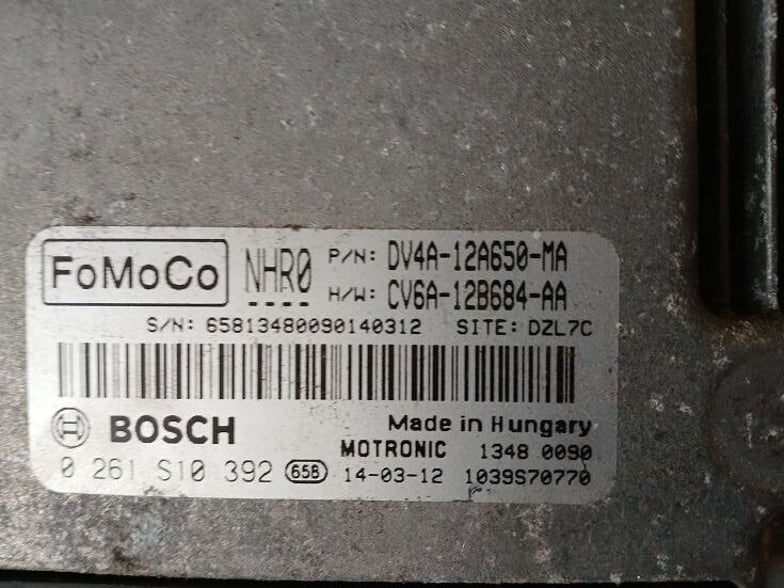 FoMoCo NHR0 P/N: DV4A-12A650-MA
H/W: CV6A-12B684-AA
S/N: 65813480090140312 SITE: DZL7C
BOSCH Made in Hungary
MOTRONIC 1348 0090
0 261 S10 392 658 14-03-12 1039S70770